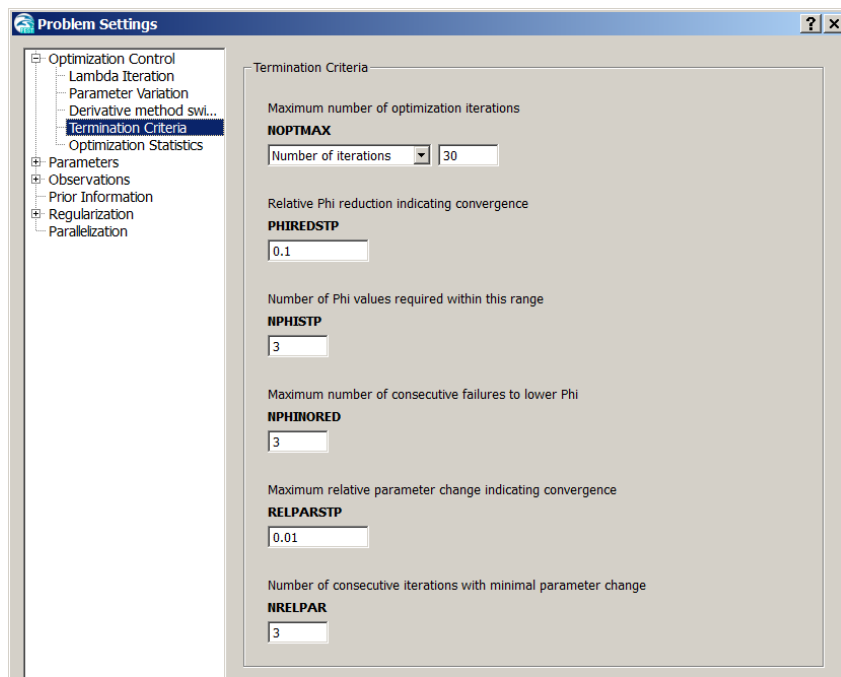 Problem Settings
Optimization Control
Lambda Iteration
Parameter Variation
Derivative method swi...
Termination Criteria
Optimization Statistics
Parameters
Observations
Prior Information
Regularization
Parallelization
Termination Criteria
Maximum number of optimization iterations
NOPTMAX
Number of iterations 30
Relative Phi reduction indicating convergence
PHIREDSTP
0.1
Number of Phi values required within this range
NPHISTP
3
Maximum number of consecutive failures to lower Phi
NPHINORED
3
Maximum relative parameter change indicating convergence
RELPARSTP
0.01
Number of consecutive iterations with minimal parameter change
NRELPAR
3